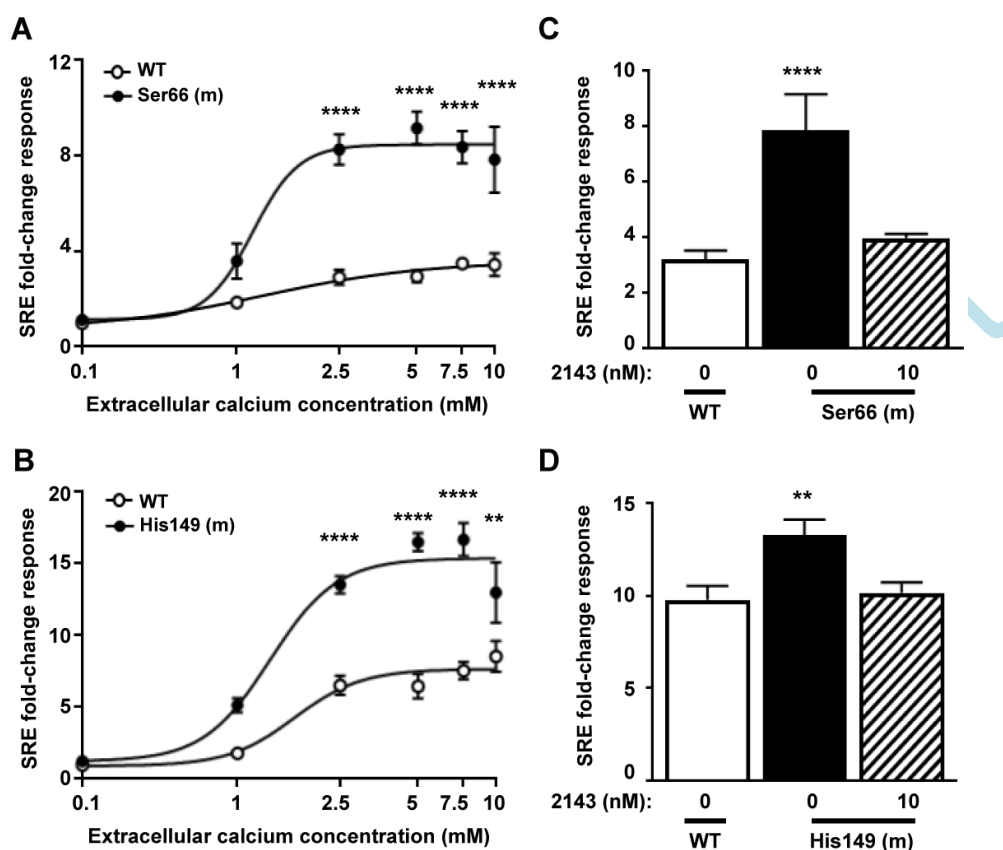 A
SRE fold-change response
12
8
4
0
WT
Ser66 (m)
****
****
****
****
0.1 1 2.5 5 7.5 10
Extracellular calcium concentration (mM)
C
SRE fold-change response
10
8
6
4
2
0
****
2143 (nM): 0 0 10
WT Ser66 (m)
B
SRE fold-change response
20
15
10
5
0
WT
His149 (m)
****
****
****
**
0.1 1 2.5 5 7.5 10
Extracellular calcium concentration (mM)
D
SRE fold-change response
15
10
5
0
**
2143 (nM): 0 0 10
WT His149 (m)